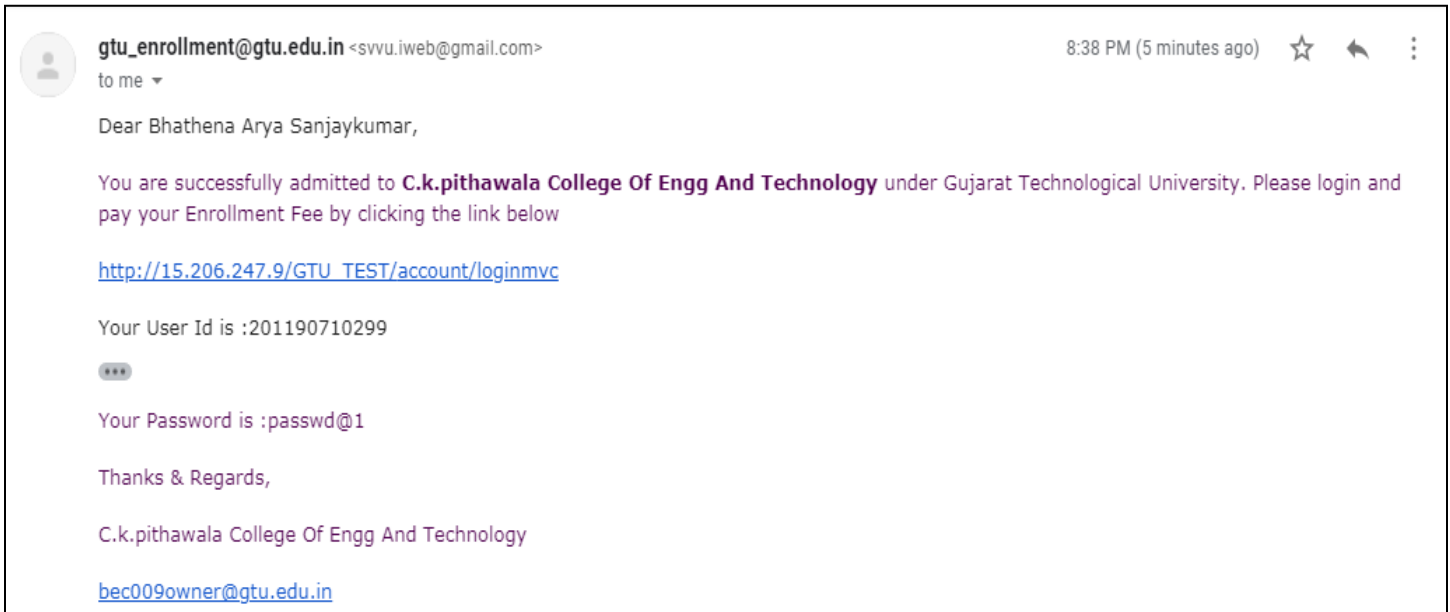 gtu_enrollment@gtu.edu.in <svvu.iweb@gmail.com> 8:38 PM (5 minutes ago)
to me
Dear Bhathena Arya Sanjaykumar,
You are successfully admitted to C.k.pithawala College Of Engg And Technology under Gujarat Technological University. Please login and
pay your Enrollment Fee by clicking the link below
http://15.206.247.9/GTU_TEST/account/loginmvc
Your User Id is :201190710299
Your Password is :passwd@1
Thanks & Regards,
C.k.pithawala College Of Engg And Technology
bec009owner@gtu.edu.in